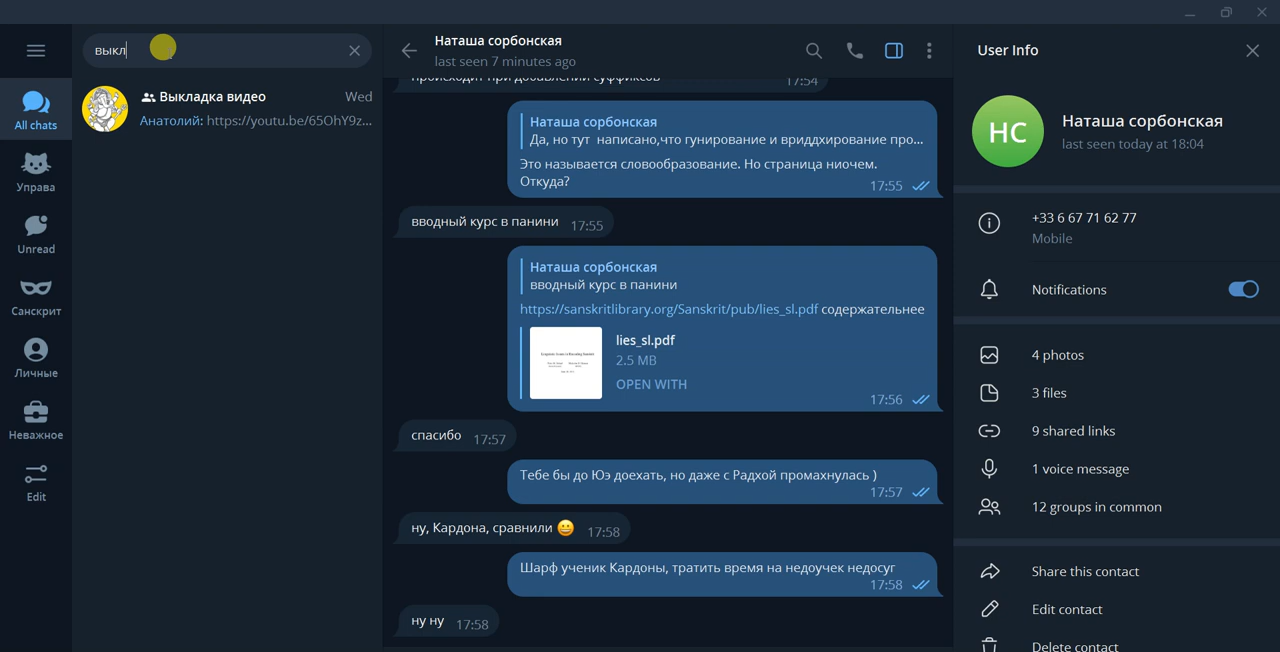 All chats
Управа
Unread
Санскрит
Личные
Неважное
Edit
выкл
Выкладка видео Wed
Анатолий: https://youtu.be/65OhY9z...
Наташа сорбонская
last seen 7 minutes ago
происходит при добавлении суффиксов 17:54
Наташа сорбонская
Да, но тут написано,что гунирование и вриддхирование про...
Это называется словообразование. Но страница ниочем.
Откуда? 17:55
вводный курс в панини 17:55
Наташа сорбонская
вводный курс в панини
https://sanskritlibrary.org/Sanskrit/pub/lies_sl.pdf содержательнее
lies_sl.pdf
2.5 MB
OPEN WITH
17:56
спасибо 17:57
Тебе бы до Юэ доехать, но даже с Радхой промахнулась )
17:57
ну, Кардона, сравнили 😀 17:58
Шарф ученик Кардоны, тратить время на недоучек недосуг
17:58
ну ну 17:58
User Info
НС
Наташа сорбонская
last seen today at 18:04
+33 6 67 71 62 77
Mobile
Notifications
4 photos
3 files
9 shared links
1 voice message
12 groups in common
Share this contact
Edit contact
Delete contact